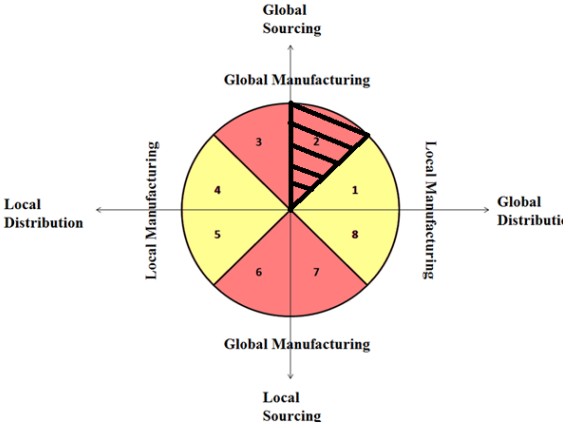 Global
Sourcing
Global Manufacturing
3
2
Local Manufacturing
4
1
Local Manufacturing
Local
Distribution
Global
Distributi
5
8
6
7
Global Manufacturing
Local
Sourcing